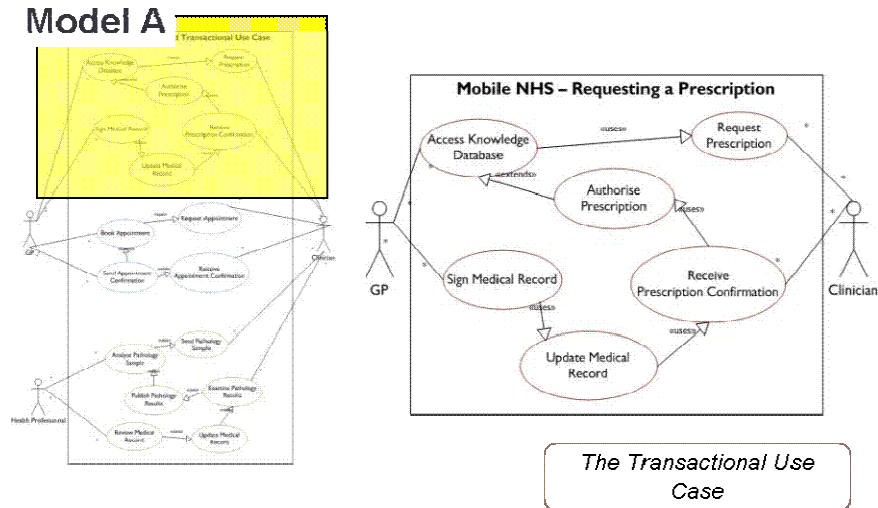 Model A
Transactional Use Case
Access Knowledge
Database
Request
Prescription
Authorise
Prescription
Sign Medical Record
Receive
Prescription Confirmation
Update Medical
Record
Request Appointment
Book Appointment
GP
Clinician
Send Appointment
Confirmation
Receive
Appointment Confirmation
Send Pathology
Sample
Analyse Pathology
Sample
Examine Pathology
Results
Publish Pathology
Results
Health Professional
Review Medical
Record
Update Medical
Record
Mobile NHS – Requesting a Prescription
Access Knowledge
Database
«uses»
Request
Prescription
«extends»
Authorise
Prescription
«uses»
GP
Sign Medical Record
«uses»
Receive
Prescription Confirmation
Clinician
«uses»
Update Medical
Record
The Transactional Use
Case